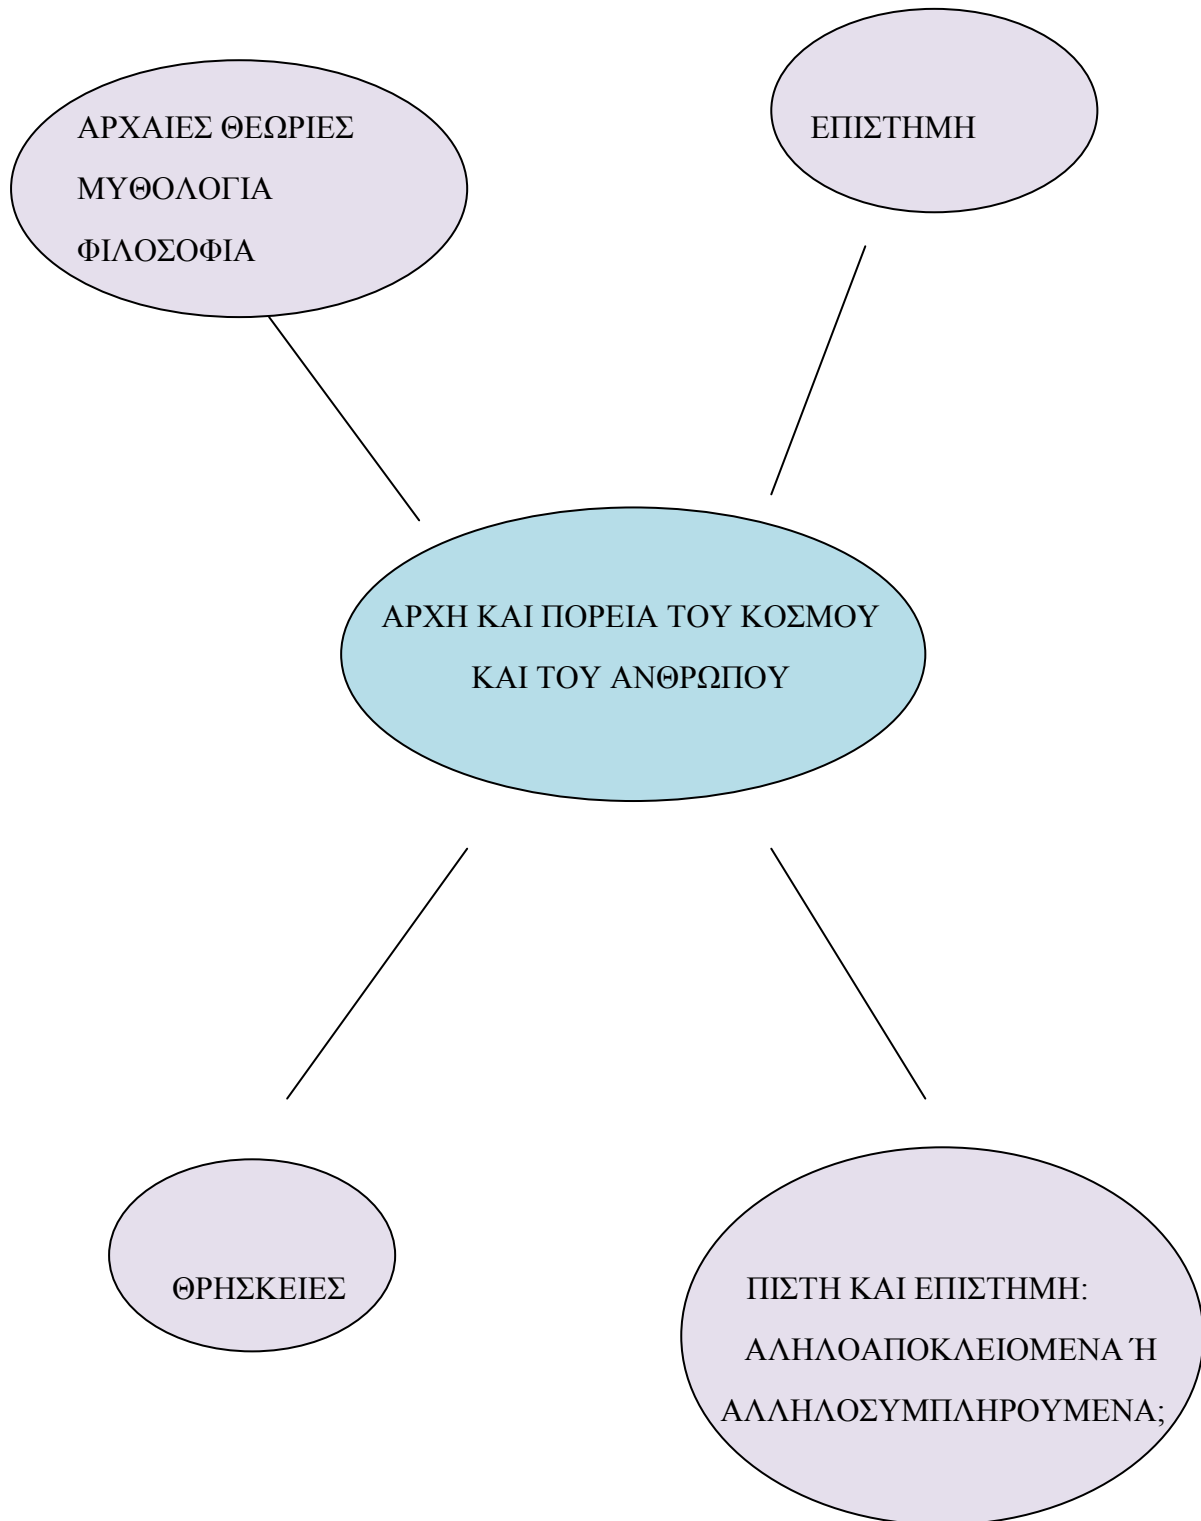 ΑΡΧΑΙΕΣ ΘΕΩΡΙΕΣ
ΜΥΘΟΛΟΓΙΑ
ΦΙΛΟΣΟΦΙΑ
ΕΠΙΣΤΗΜΗ
ΑΡΧΗ ΚΑΙ ΠΟΡΕΙΑ ΤΟΥ ΚΟΣΜΟΥ
ΚΑΙ ΤΟΥ ΑΝΘΡΩΠΟΥ
ΘΡΗΣΚΕΙΕΣ
ΠΙΣΤΗ ΚΑΙ ΕΠΙΣΤΗΜΗ:
ΑΛΗΛΟΑΠΟΚΛΕΙΟΜΕΝΑ Ή
ΑΛΛΗΛΟΣΥΜΠΛΗΡΟΥΜΕΝΑ;